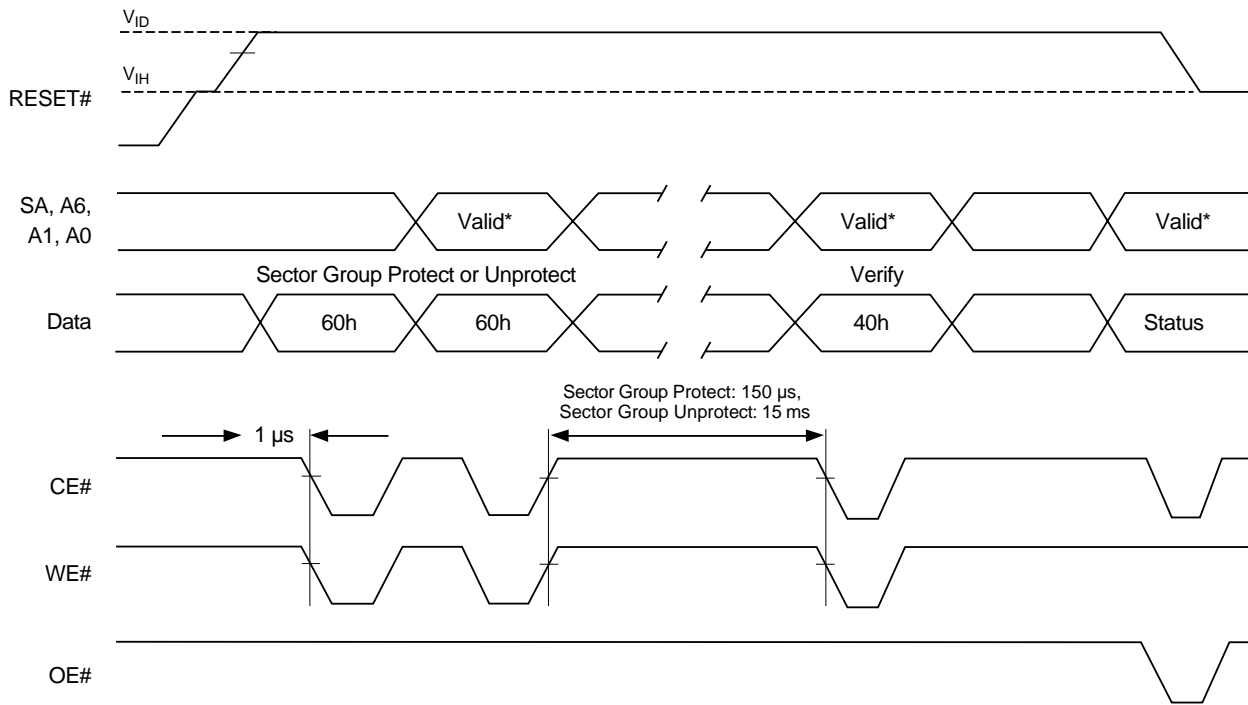 VID
VIH
RESET#
SA, A6,
A1, A0
Valid*
Valid*
Valid*
Sector Group Protect or Unprotect
Verify
Data
60h
60h
40h
Status
Sector Group Protect: 150 µs,
Sector Group Unprotect: 15 ms
1 µs
CE#
WE#
OE#